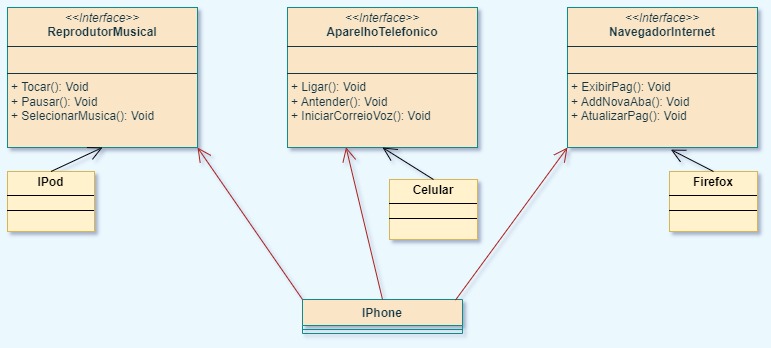 <<Interface>>
ReprodutorMusical
+ Tocar(): Void
+ Pausar(): Void
+ SelecionarMusica(): Void
<<Interface>>
AparelhoTelefonico
+ Ligar(): Void
+ Antender(): Void
+ IniciarCorreioVoz(): Void
<<Interface>>
NavegadorInternet
+ ExibirPag(): Void
+ AddNovaAba(): Void
+ AtualizarPag(): Void
IPod
Celular
Firefox
IPhone